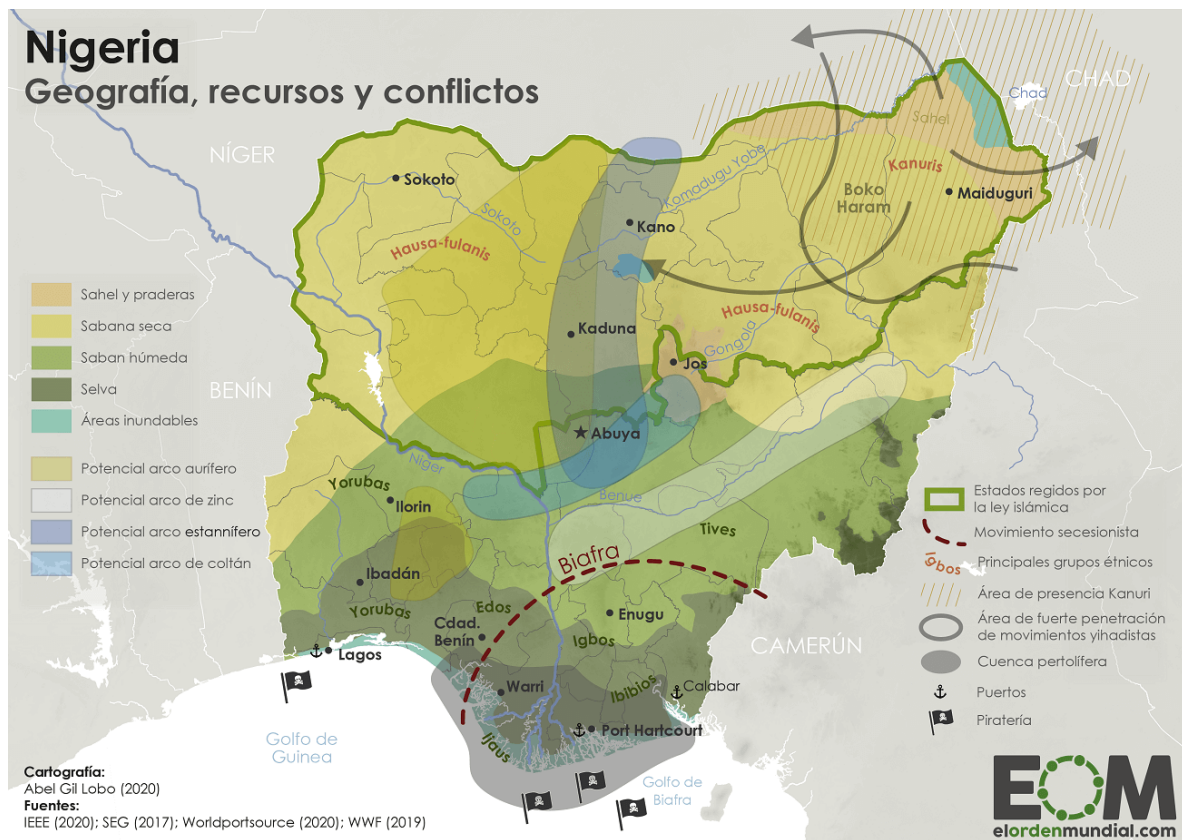 Nigeria
Geografía, recursos y conflictos
CHAD
Chad
NÍGER
Sahel
Kanuris
Komadugu Yobe
Sokoto
Boko
Haram
Maiduguri
Sokoto
Kano
Hausa-fulanis
Sahel y praderas
Sabana seca
Saban húmeda
Selva
Áreas inundables
Potencial arco aurífero
Potencial arco de zinc
Potencial arco estannífero
Potencial arco de coltán
Hausa-fulanis
Kaduna
Gongola
Jos
BENÍN
Abuya
Níger
Benue
Yorubas
Ilorin
Tives
Biafra
Ibadán
Yorubas
Edos
Enugu
Cdad.
Benín
Igbos
Lagos
CAMERÚN
Warri
Ibibios
Calabar
Ijaus
Port Hartcourt
Golfo de
Guinea
Golfo de
Biafra
Estados regidos por
la ley islámica
Movimiento secesionista
Igbos
Principales grupos étnicos
Área de presencia Kanuri
Área de fuerte penetración
de movimientos yihadistas
Cuenca pertolífera
Puertos
Piratería
Cartografía:
Abel Gil Lobo (2020)
Fuentes:
IEEE (2020); SEG (2017); Worldportsource (2020); WWF (2019)
EOM
elordenmundial.com